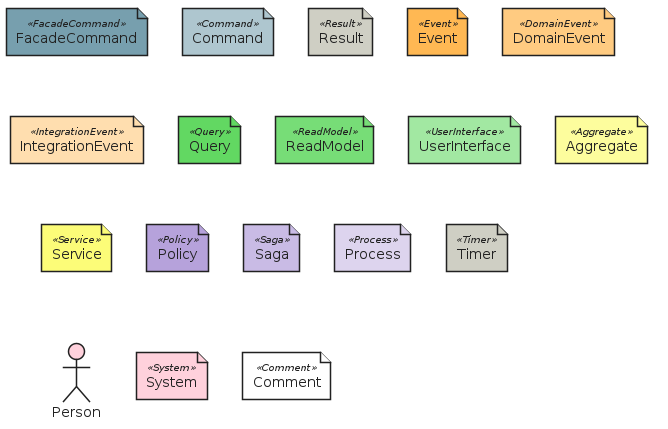 «FacadeCommand» «Command» «Result» «Event» «DomainEvent»
FacadeCommand Command Result Event DomainEvent
«IntegrationEvent» «Query» «ReadModel» «UserInterface» «Aggregate»
IntegrationEvent Query ReadModel UserInterface Aggregate
«Service» «Policy» «Saga» «Process» «Timer»
Service Policy Saga Process Timer
«System» «Comment»
System Comment
Person